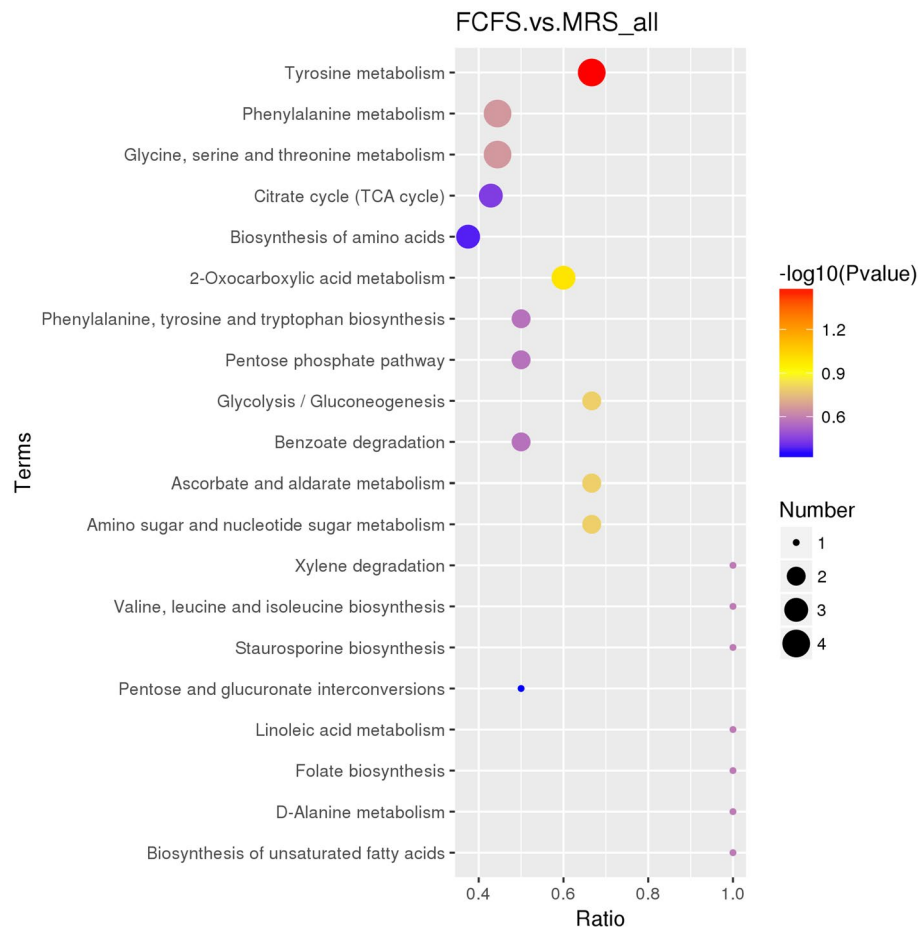 FCFS.vs.MRS_all
Tyrosine metabolism
Phenylalanine metabolism
Glycine, serine and threonine metabolism
Citrate cycle (TCA cycle)
Biosynthesis of amino acids
2-Oxocarboxylic acid metabolism
Phenylalanine, tyrosine and tryptophan biosynthesis
Pentose phosphate pathway
Glycolysis / Gluconeogenesis
Benzoate degradation
Ascorbate and aldarate metabolism
Amino sugar and nucleotide sugar metabolism
Xylene degradation
Valine, leucine and isoleucine biosynthesis
Staurosporine biosynthesis
Pentose and glucuronate interconversions
Linoleic acid metabolism
Folate biosynthesis
D-Alanine metabolism
Biosynthesis of unsaturated fatty acids
Terms
0.4 0.6 0.8 1.0
Ratio
-log10(Pvalue)
1.2
0.9
0.6
Number
1
2
3
4